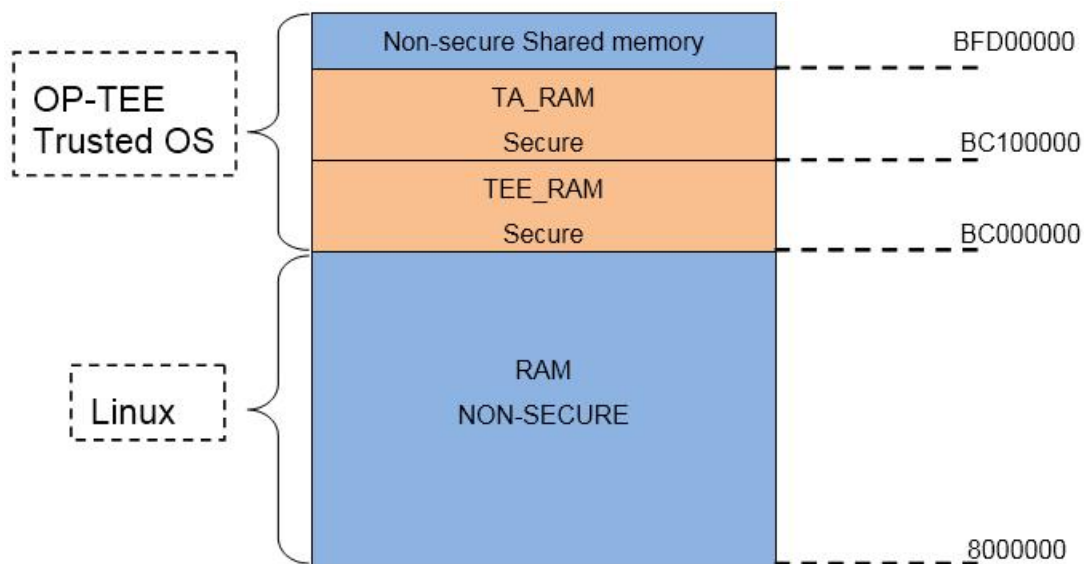 Non-secure Shared memory
BFD00000
OP-TEE
Trusted OS
TA_RAM
Secure
BC100000
TEE_RAM
Secure
BC000000
RAM
NON-SECURE
Linux
8000000